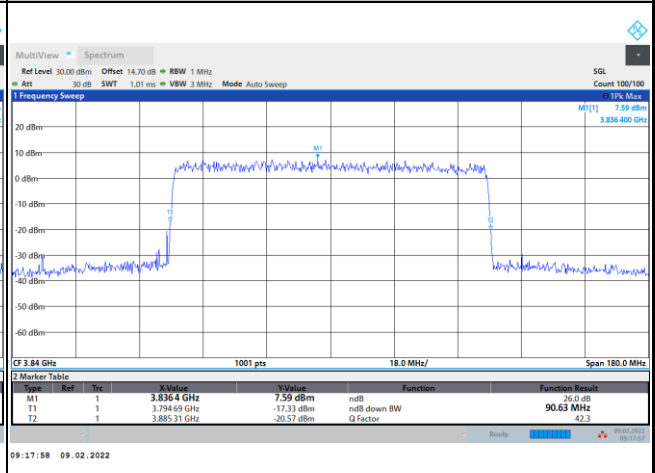 MultiView Spectrum
Ref Level 30.00 dBm Offset 14.70 dB RBW 1 MHz SGL
Att 30 dB SWT 1.01 ms VBW 3 MHz Mode Auto Sweep Count 100/100
1 Frequency Sweep 1Pk Max
M1[1] 7.59 dBm
3.836 400 GHz
20 dBm
M1
10 dBm
0 dBm
-10 dBm
T1
T2
-20 dBm
-30 dBm
-40 dBm
-50 dBm
-60 dBm
CF 3.84 GHz 1001 pts 18.0 MHz/ Span 180.0 MHz
2 Marker Table
Type Ref Trc X-Value Y-Value Function Function Result
M1 1 3.8364 GHz 7.59 dBm ndB 26.0 dB
T1 1 3.794 69 GHz -17.33 dBm ndB down BW 90.63 MHz
T2 1 3.885 31 GHz -20.57 dBm Q Factor 42.3
Ready 09.02.2022
09:17:57
09:17:58 09.02.2022